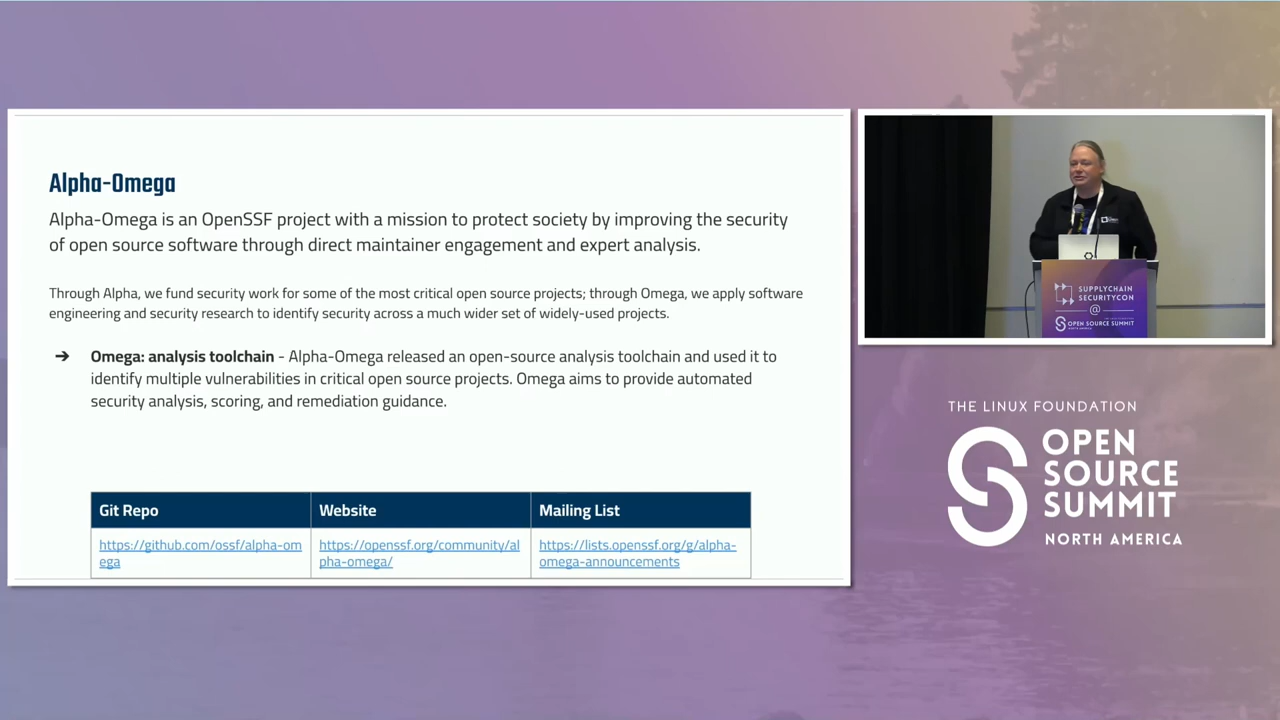 Alpha-Omega
Alpha-Omega is an OpenSSF project with a mission to protect society by improving the security
of open source software through direct maintainer engagement and expert analysis.
Through Alpha, we fund security work for some of the most critical open source projects; through Omega, we apply software
engineering and security research to identify security across a much wider set of widely-used projects.
➔ Omega: analysis toolchain - Alpha-Omega released an open-source analysis toolchain and used it to
identify multiple vulnerabilities in critical open source projects. Omega aims to provide automated
security analysis, scoring, and remediation guidance.
Git Repo Website Mailing List
https://github.com/ossf/alpha-om https://openssf.org/community/al https://lists.openssf.org/g/alpha-
ega pha-omega/ omega-announcements
SUPPLYCHAIN
SECURITYCON
@
OPEN SOURCE SUMMIT
THE LINUX FOUNDATION
OPEN
SOURCE
SUMMIT
NORTH AMERICA